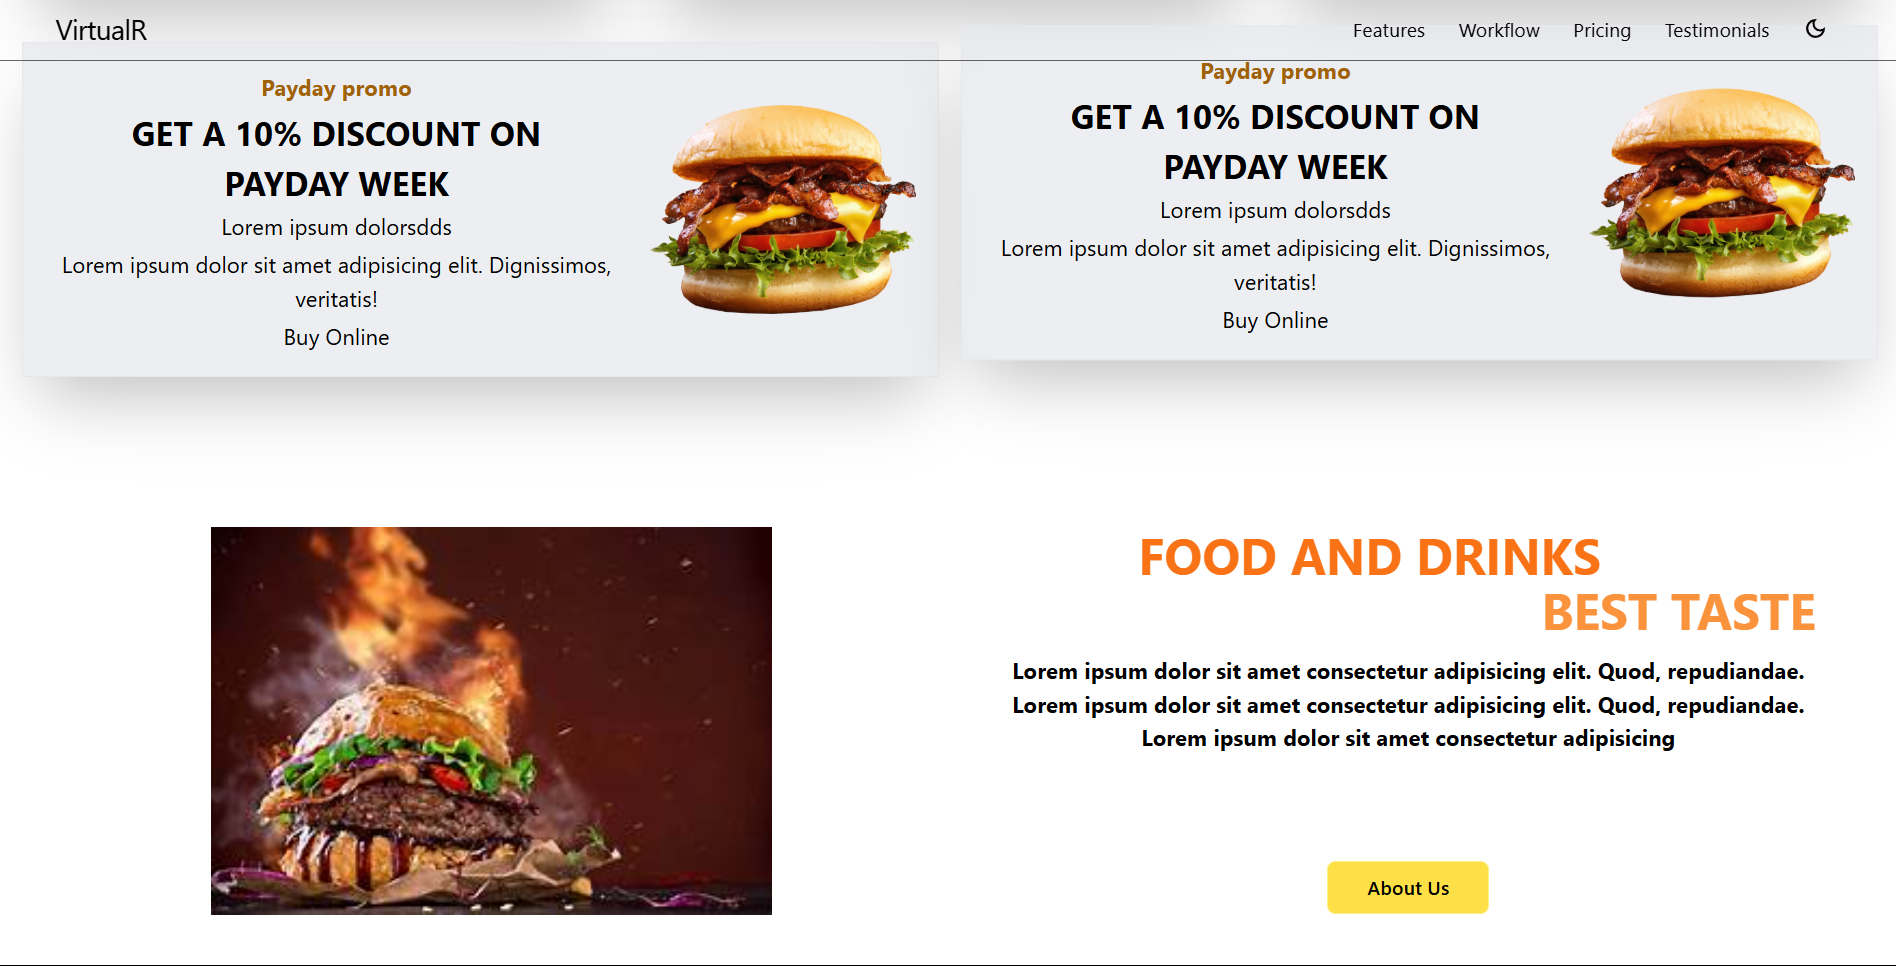 VirtualR
Features
Workflow
Pricing
Testimonials
Payday promo
GET A 10% DISCOUNT ON
PAYDAY WEEK
Lorem ipsum dolorsdds
Lorem ipsum dolor sit amet adipisicing elit. Dignissimos,
veritatis!
Buy Online
Payday promo
GET A 10% DISCOUNT ON
PAYDAY WEEK
Lorem ipsum dolorsdds
Lorem ipsum dolor sit amet adipisicing elit. Dignissimos,
veritatis!
Buy Online
FOOD AND DRINKS
BEST TASTE
Lorem ipsum dolor sit amet consectetur adipisicing elit. Quod, repudiandae.
Lorem ipsum dolor sit amet consectetur adipisicing elit. Quod, repudiandae.
Lorem ipsum dolor sit amet consectetur adipisicing
About Us